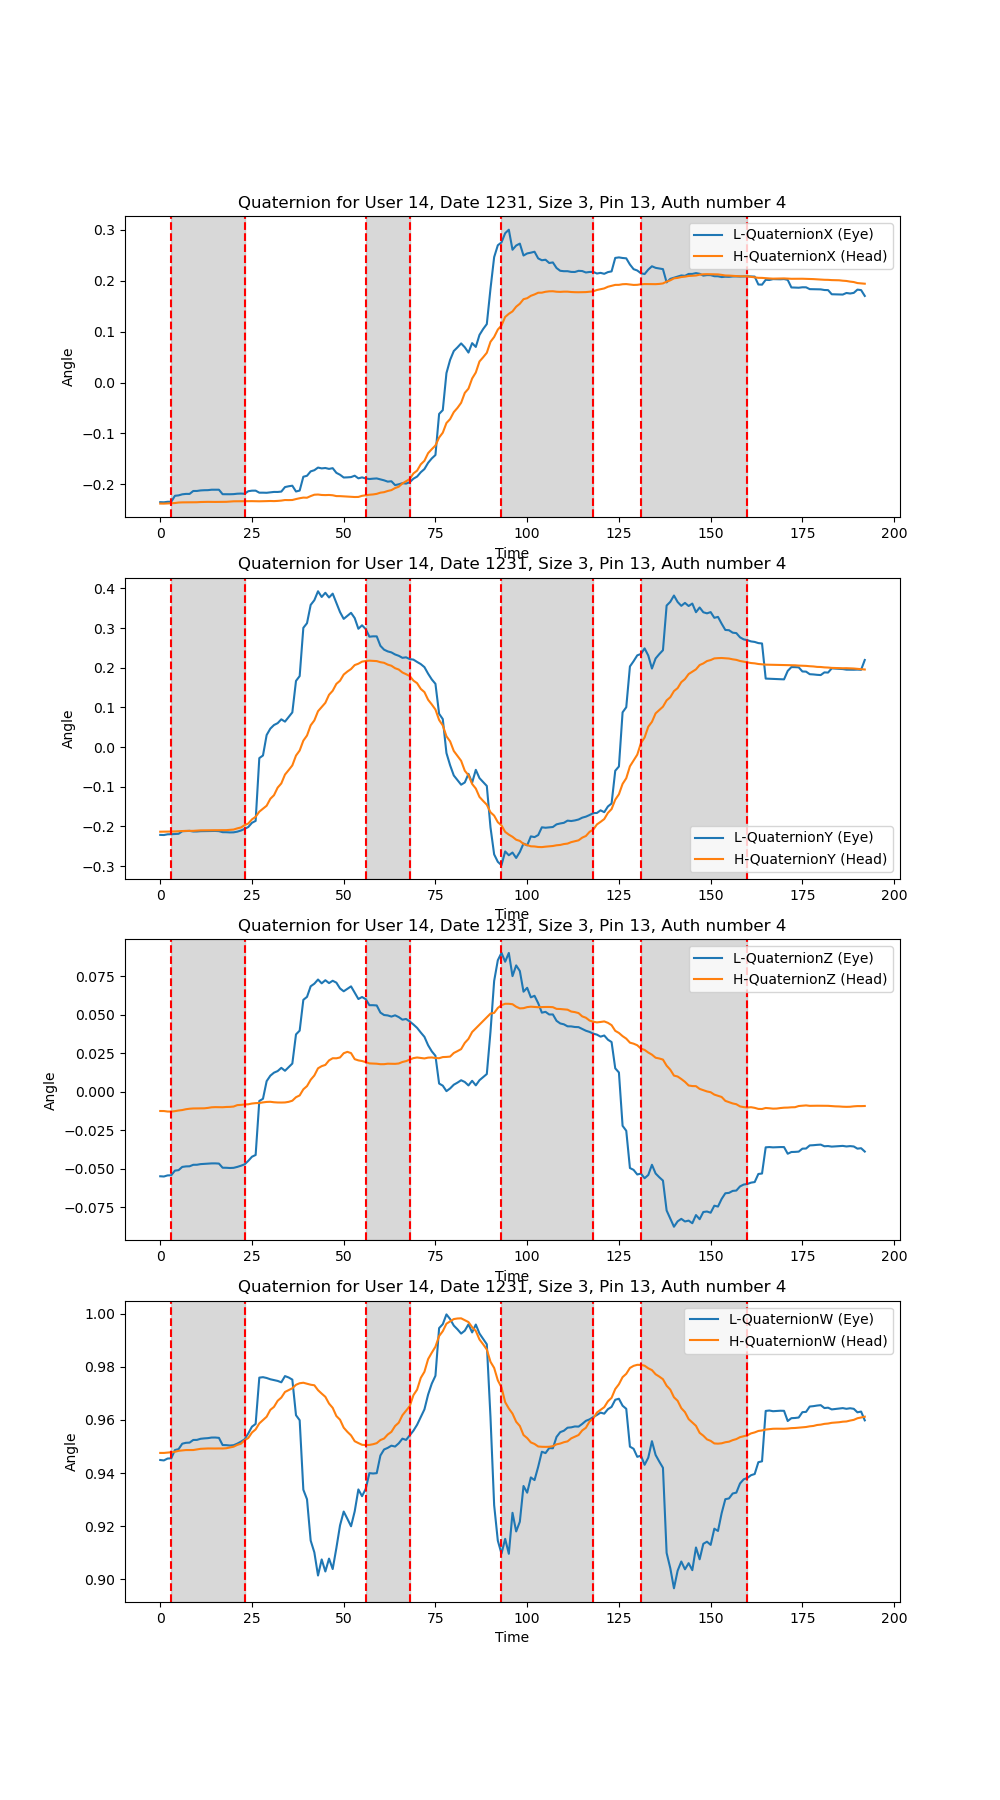 Quaternion for User 14, Date 1231, Size 3, Pin 13, Auth number 4
0.3
0.2
0.1
0.0
−0.1
−0.2
Angle
L-QuaternionX (Eye)
H-QuaternionX (Head)
0 25 50 75 100 125 150 175 200
Time
Quaternion for User 14, Date 1231, Size 3, Pin 13, Auth number 4
0.4
0.3
0.2
0.1
0.0
−0.1
−0.2
−0.3
Angle
L-QuaternionY (Eye)
H-QuaternionY (Head)
0 25 50 75 100 125 150 175 200
Time
Quaternion for User 14, Date 1231, Size 3, Pin 13, Auth number 4
0.075
0.050
0.025
0.000
−0.025
−0.050
−0.075
Angle
L-QuaternionZ (Eye)
H-QuaternionZ (Head)
0 25 50 75 100 125 150 175 200
Time
Quaternion for User 14, Date 1231, Size 3, Pin 13, Auth number 4
1.00
0.98
0.96
0.94
0.92
0.90
Angle
L-QuaternionW (Eye)
H-QuaternionW (Head)
0 25 50 75 100 125 150 175 200
Time